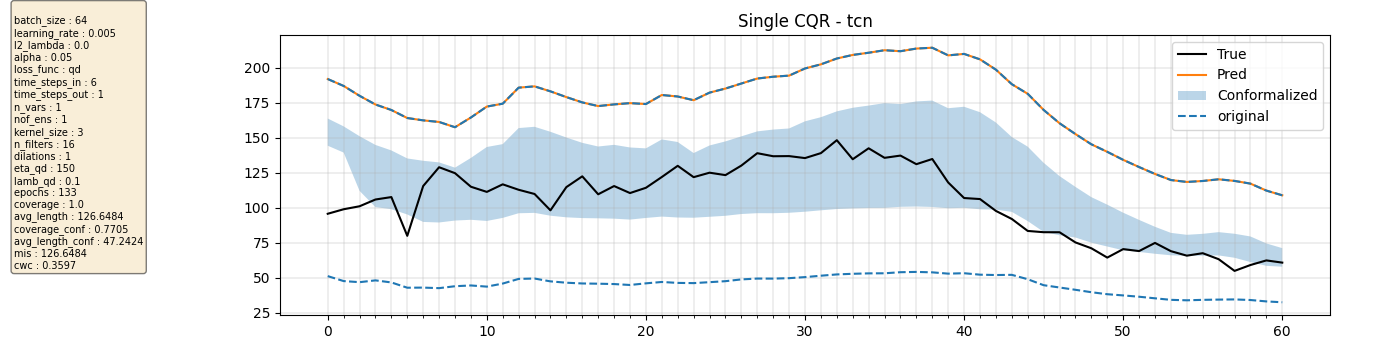 batch_size : 64
learning_rate : 0.005
l2_lambda : 0.0
alpha : 0.05
loss_func : qd
time_steps_in : 6
time_steps_out : 1
n_vars : 1
nof_ens : 1
kernel_size : 3
n_filters : 16
dilations : 1
eta_qd : 150
lamb_qd : 0.1
epochs : 133
coverage : 1.0
avg_length : 126.6484
coverage_conf : 0.7705
avg_length_conf : 47.2424
mis : 126.6484
cwc : 0.3597
Single CQR - tcn
200
175
150
125
100
75
50
25
0
10
20
30
40
50
60
True
Pred
Conformalized
original